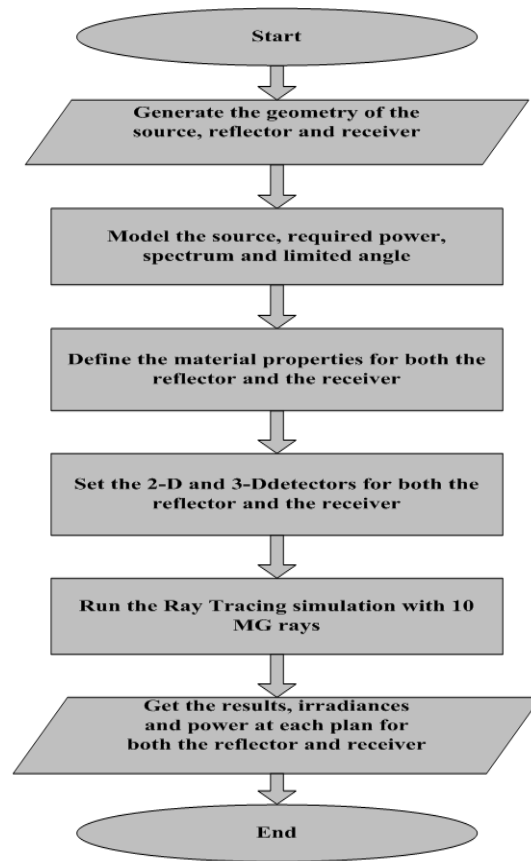 Start
Generate the geometry of the
source, reflector and receiver
Model the source, required power,
spectrum and limited angle
Define the material properties for both the
reflector and the receiver
Set the 2-D and 3-Ddetectors for both the
reflector and the receiver
Run the Ray Tracing simulation with 10
MG rays
Get the results, irradiances
and power at each plan for
both the reflector and receiver
End